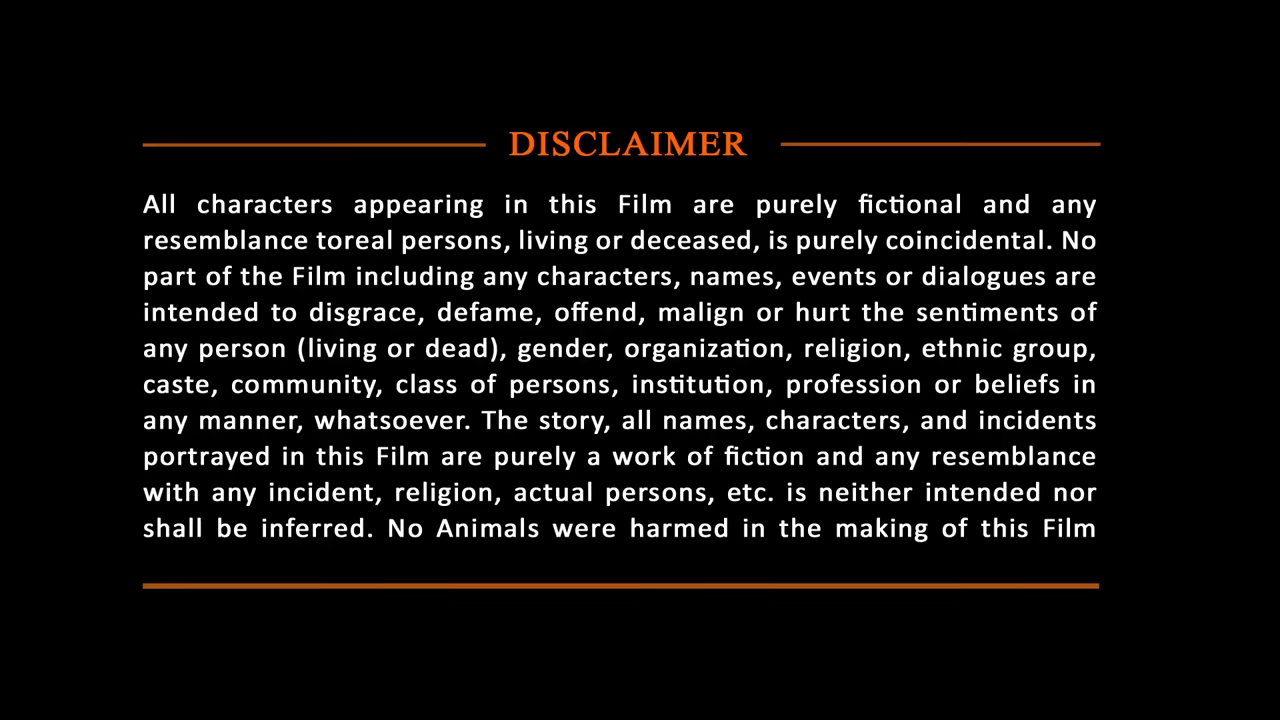 DISCLAIMER
All characters appearing in this Film are purely fictional and any
resemblance toreal persons, living or deceased, is purely coincidental. No
part of the Film including any characters, names, events or dialogues are
intended to disgrace, defame, offend, malign or hurt the sentiments of
any person (living or dead), gender, organization, religion, ethnic group,
caste, community, class of persons, institution, profession or beliefs in
any manner, whatsoever. The story, all names, characters, and incidents
portrayed in this Film are purely a work of fiction and any resemblance
with any incident, religion, actual persons, etc. is neither intended nor
shall be inferred. No Animals were harmed in the making of this Film